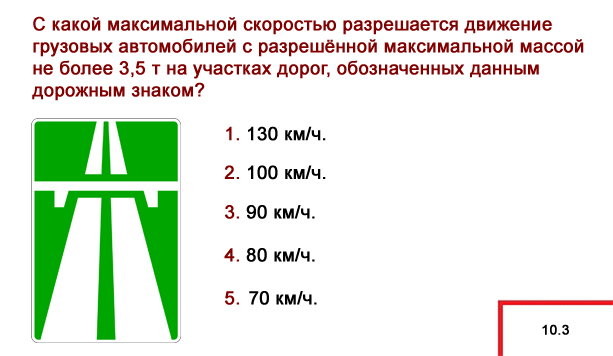 С какой максимальной скоростью разрешается движение
грузовых автомобилей с разрешённой максимальной массой
не более 3,5 т на участках дорог, обозначенных данным
дорожным знаком?
1. 130 км/ч.
2. 100 км/ч.
3. 90 км/ч.
4. 80 км/ч.
5. 70 км/ч.
10.3